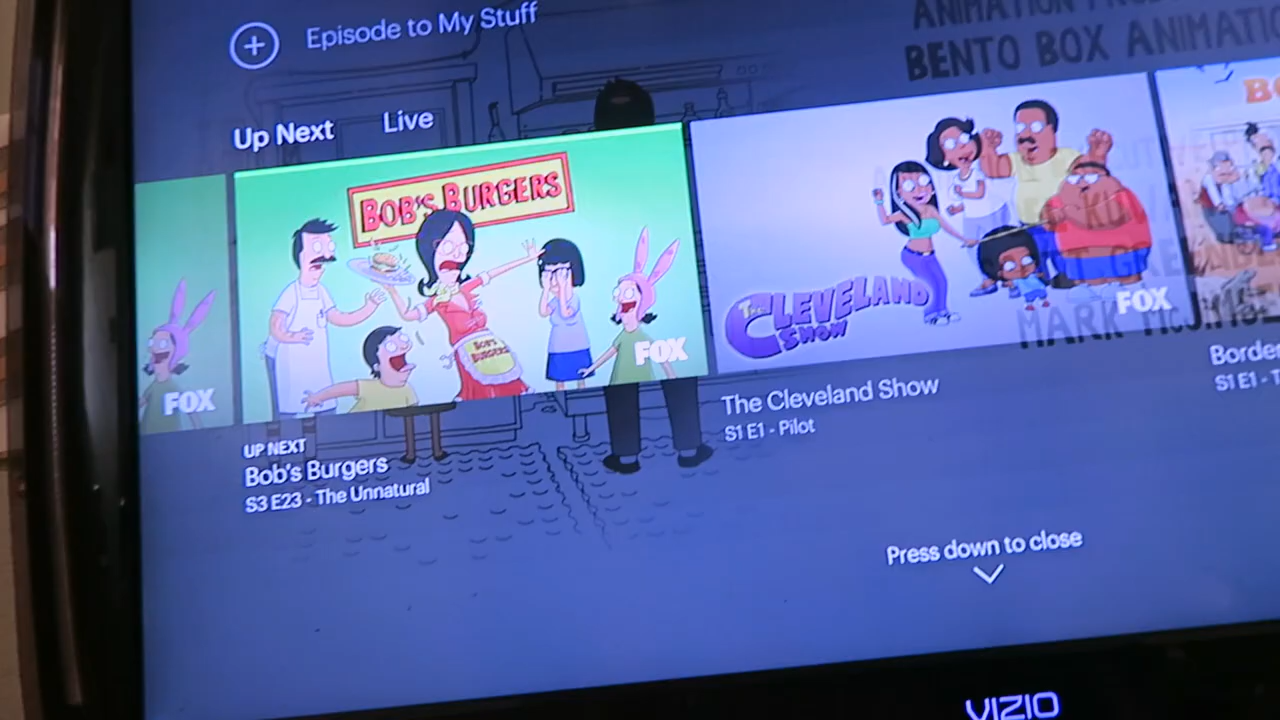 Episode to My Stuff
ANIMATION
BENTO BOX
Up Next
Live
BOB'S BURGERS
BOB'S
BURGERS
FOX
FOX
The
CLEVELAND
SHOW
FOX
MARK
UP NEXT
Bob's Burgers
S3 E23 - The Unnatural
The Cleveland Show
S1 E1 - Pilot
S1 E1 -
Press down to close
VIZIO